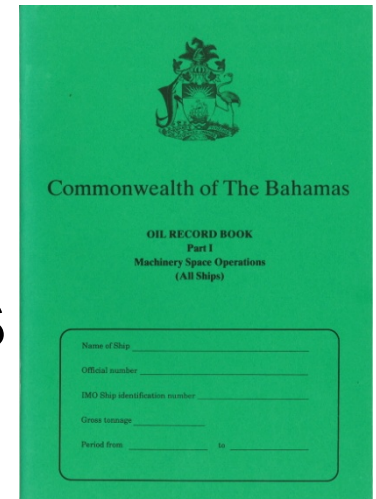 Commonwealth of The Bahamas
OIL RECORD BOOK
Part I
Machinery Space Operations
(All Ships)
Name of Ship
Official number
IMO Ship identification number
Gross tonnage
Period from to